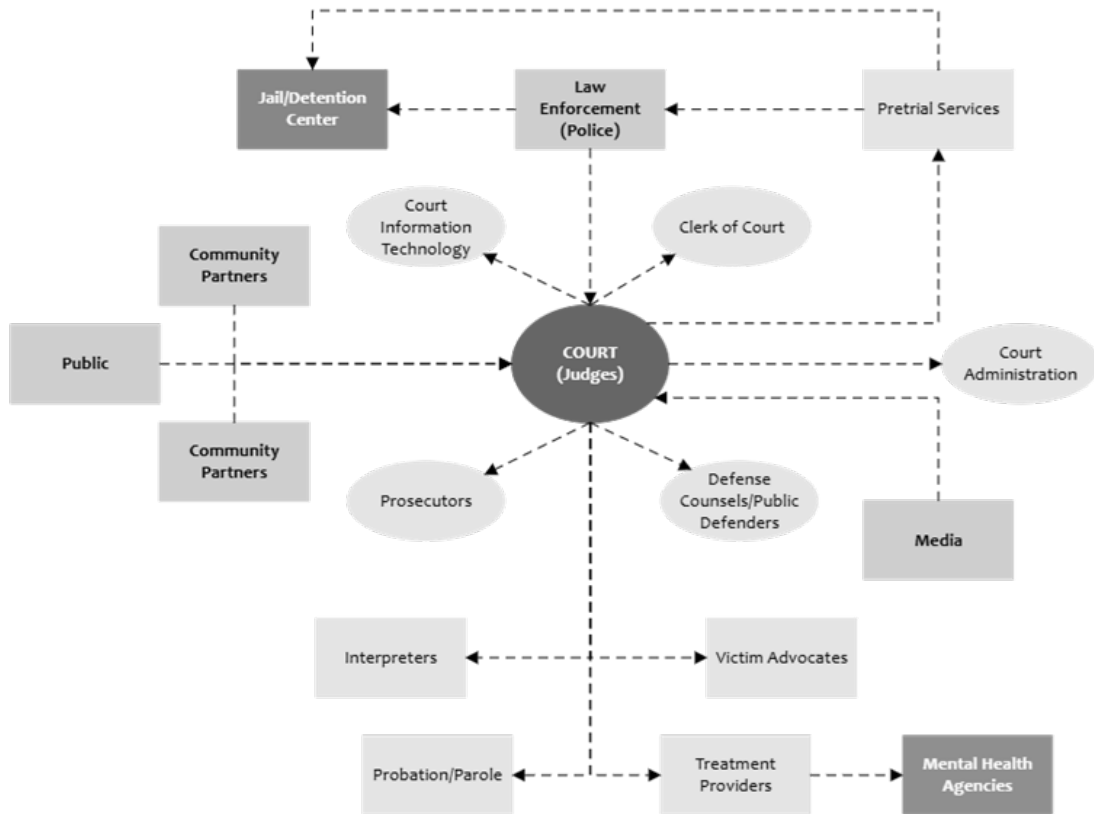 Jail/Detention
Center
Law
Enforcement
(Police)
Pretrial Services
Court
Information
Technology
Clerk of Court
Community
Partners
Public
COURT
(Judges)
Court
Administration
Community
Partners
Prosecutors
Defense
Counsels/Public
Defenders
Media
Interpreters
Victim Advocates
Probation/Parole
Treatment
Providers
Mental Health
Agencies